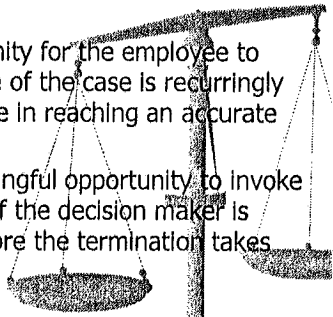 nity for the employee to
e of the case is recurringly
e in reaching an accurate
ngful opportunity to invoke
f the decision maker is
ore the termination takes